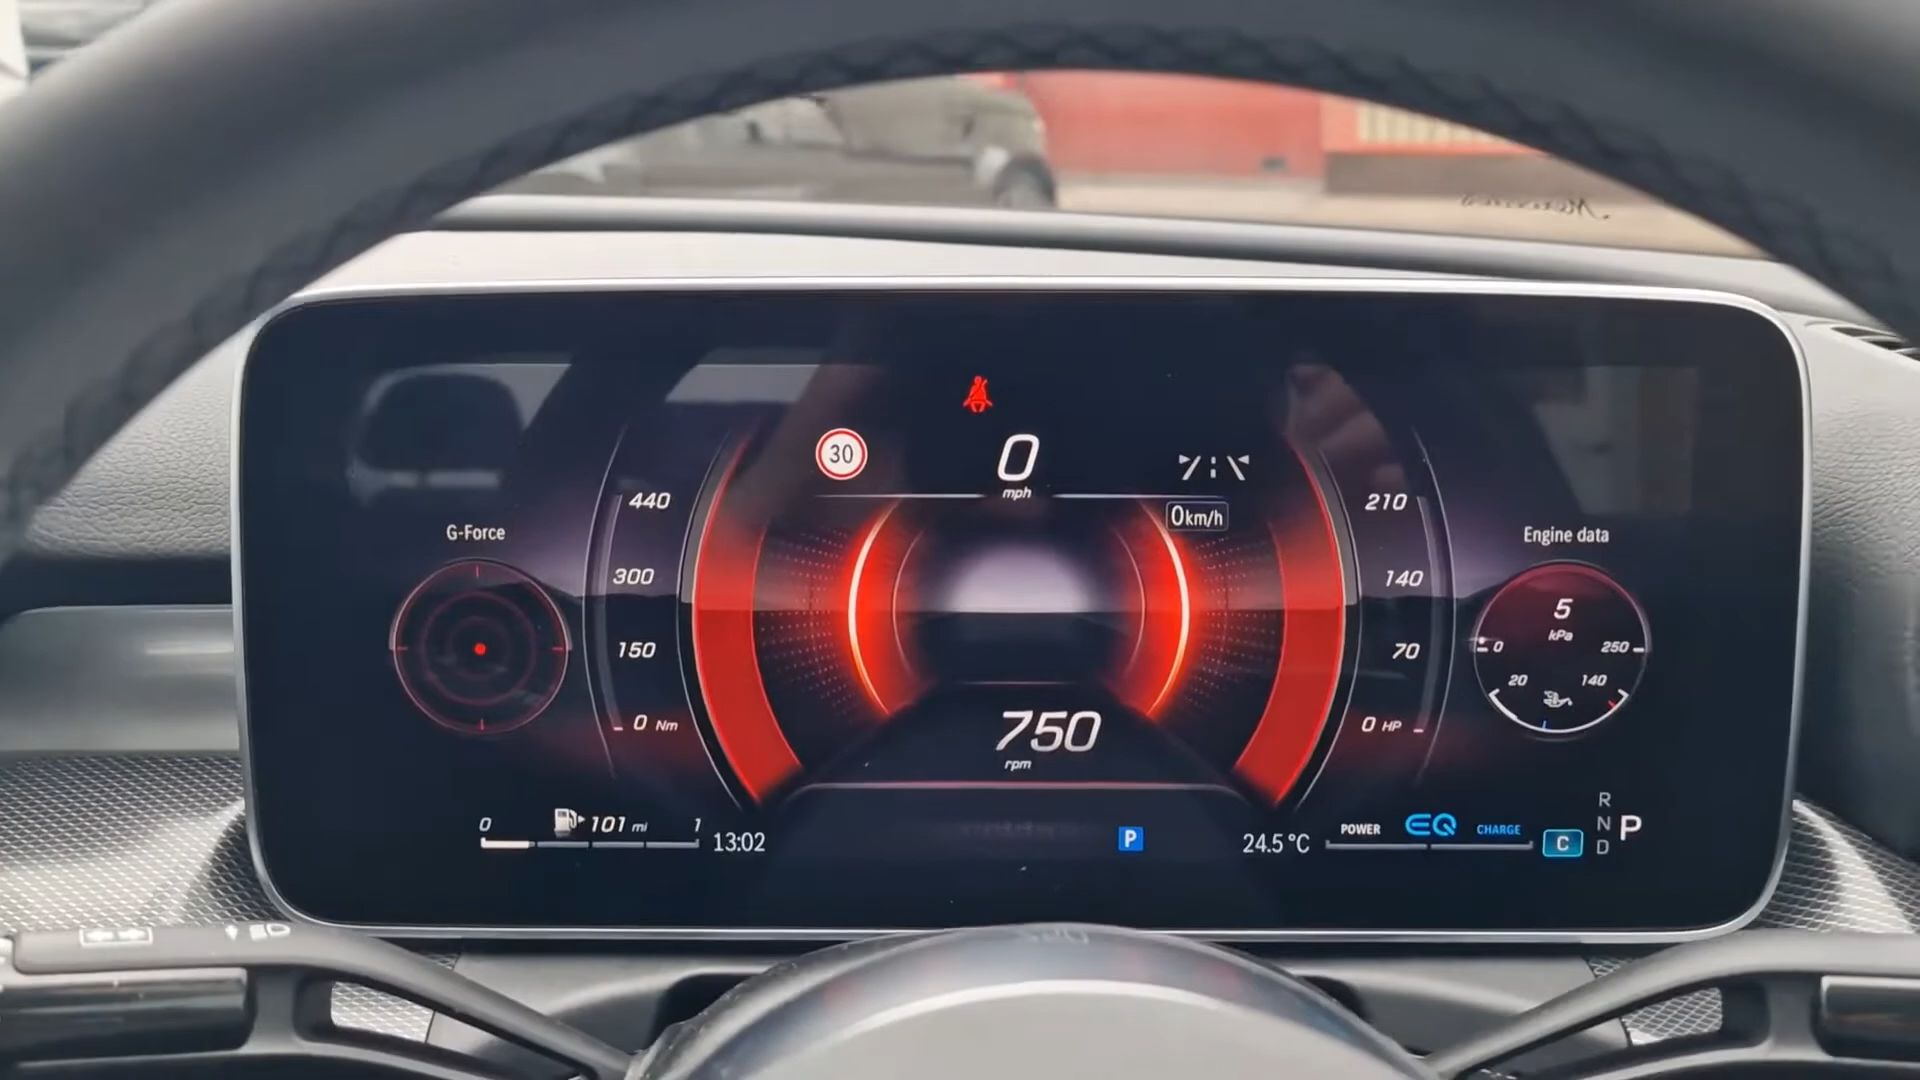 30
0
mph
0km/h
440
300
150
0 Nm
210
140
70
0 HP
G-Force
Engine data
5
kPa
0
250
20
140
750
rpm
0
101 mi
1
13:02
P
24.5 °C
POWER
EQ
CHARGE
C
R
N
D
P